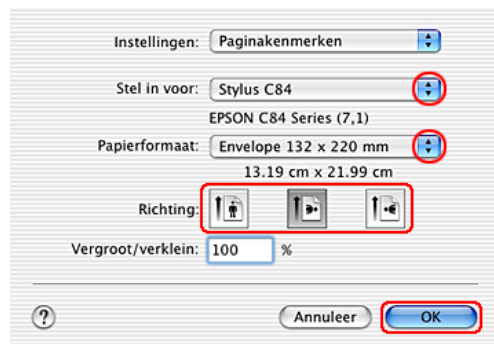 Instellingen: Paginakenmerken
Stel in voor: Stylus C84
EPSON C84 Series (7,1)
Papierformaat: Envelope 132 x 220 mm
13.19 cm x 21.99 cm
Richting:
Vergroot/verklein: 100 %
? Annuleer OK